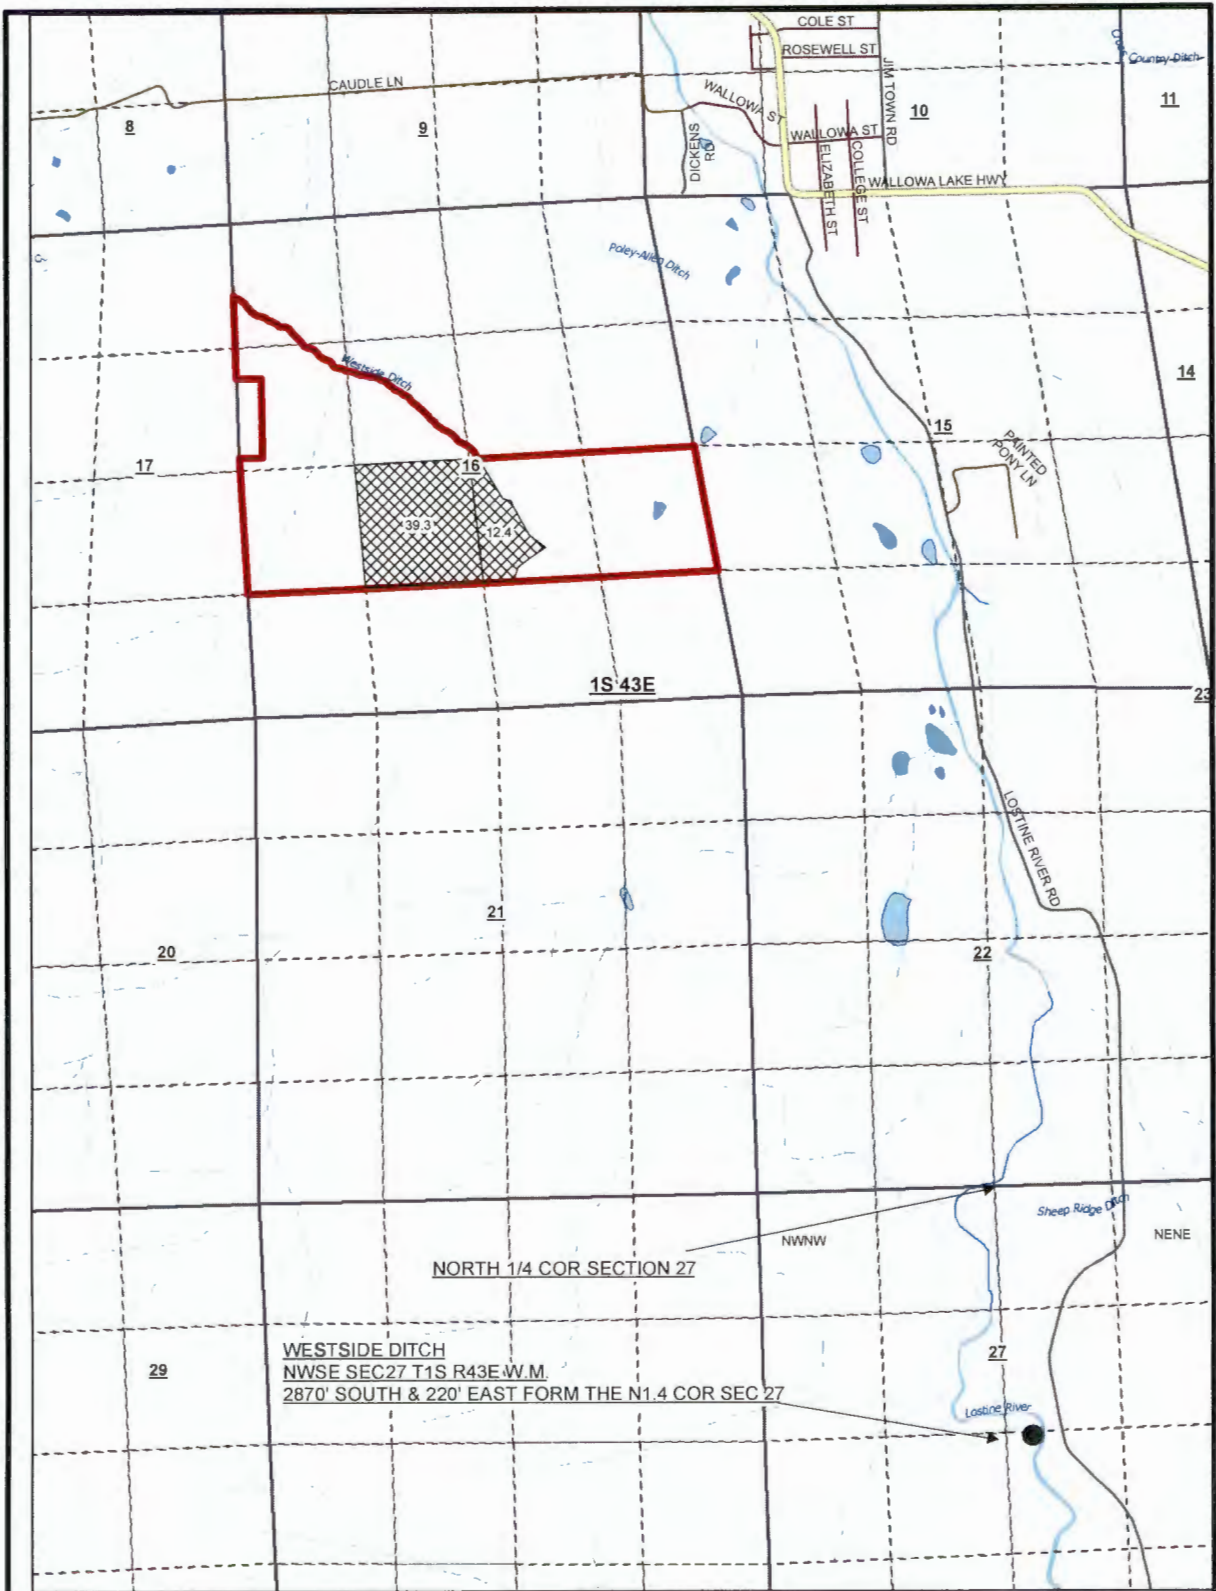 COLE ST
ROSEWELL ST
JIM TOWN RD
Country Ditch
CAUDLE LN
WALLOWA ST
8
9
10
11
WALLOWA ST
DICKENS RD
ELIZABETH ST
COLLEGE ST
WALLOWA LAKE HWY
Poley-Allen Ditch
Westside Ditch
14
15
PAINTED
PONY LN
17
16
39.3
12.4
1S 43E
23
LOSTINE RIVER RD
21
20
22
Sheep Ridge Ditch
NWNW
NENE
NORTH 1/4 COR SECTION 27
WESTSIDE DITCH
NWSE SEC27 T1S R43E W.M.
2870' SOUTH & 220' EAST FORM THE N1.4 COR SEC 27
29
27
Lostine River